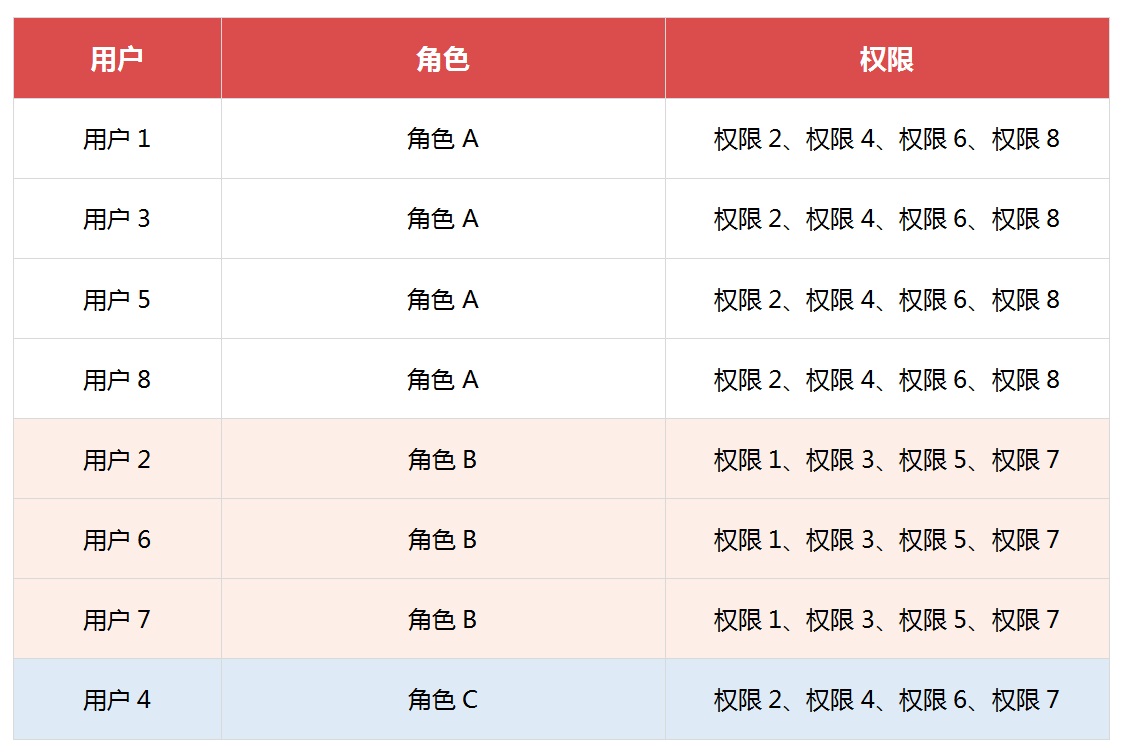 用户 角色 权限
用户 1 角色 A 权限 2、权限 4、权限 6、权限 8
用户 3 角色 A 权限 2、权限 4、权限 6、权限 8
用户 5 角色 A 权限 2、权限 4、权限 6、权限 8
用户 8 角色 A 权限 2、权限 4、权限 6、权限 8
用户 2 角色 B 权限 1、权限 3、权限 5、权限 7
用户 6 角色 B 权限 1、权限 3、权限 5、权限 7
用户 7 角色 B 权限 1、权限 3、权限 5、权限 7
用户 4 角色 C 权限 2、权限 4、权限 6、权限 7